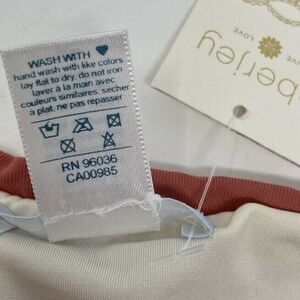 WASH WITH ♥
hand wash with like colors
lay flat to dry. do not iron
laver à la main avec
couleurs similaires. secher
à plat. ne pas repasser
RN 96036
CA00985
berjey
LOVE